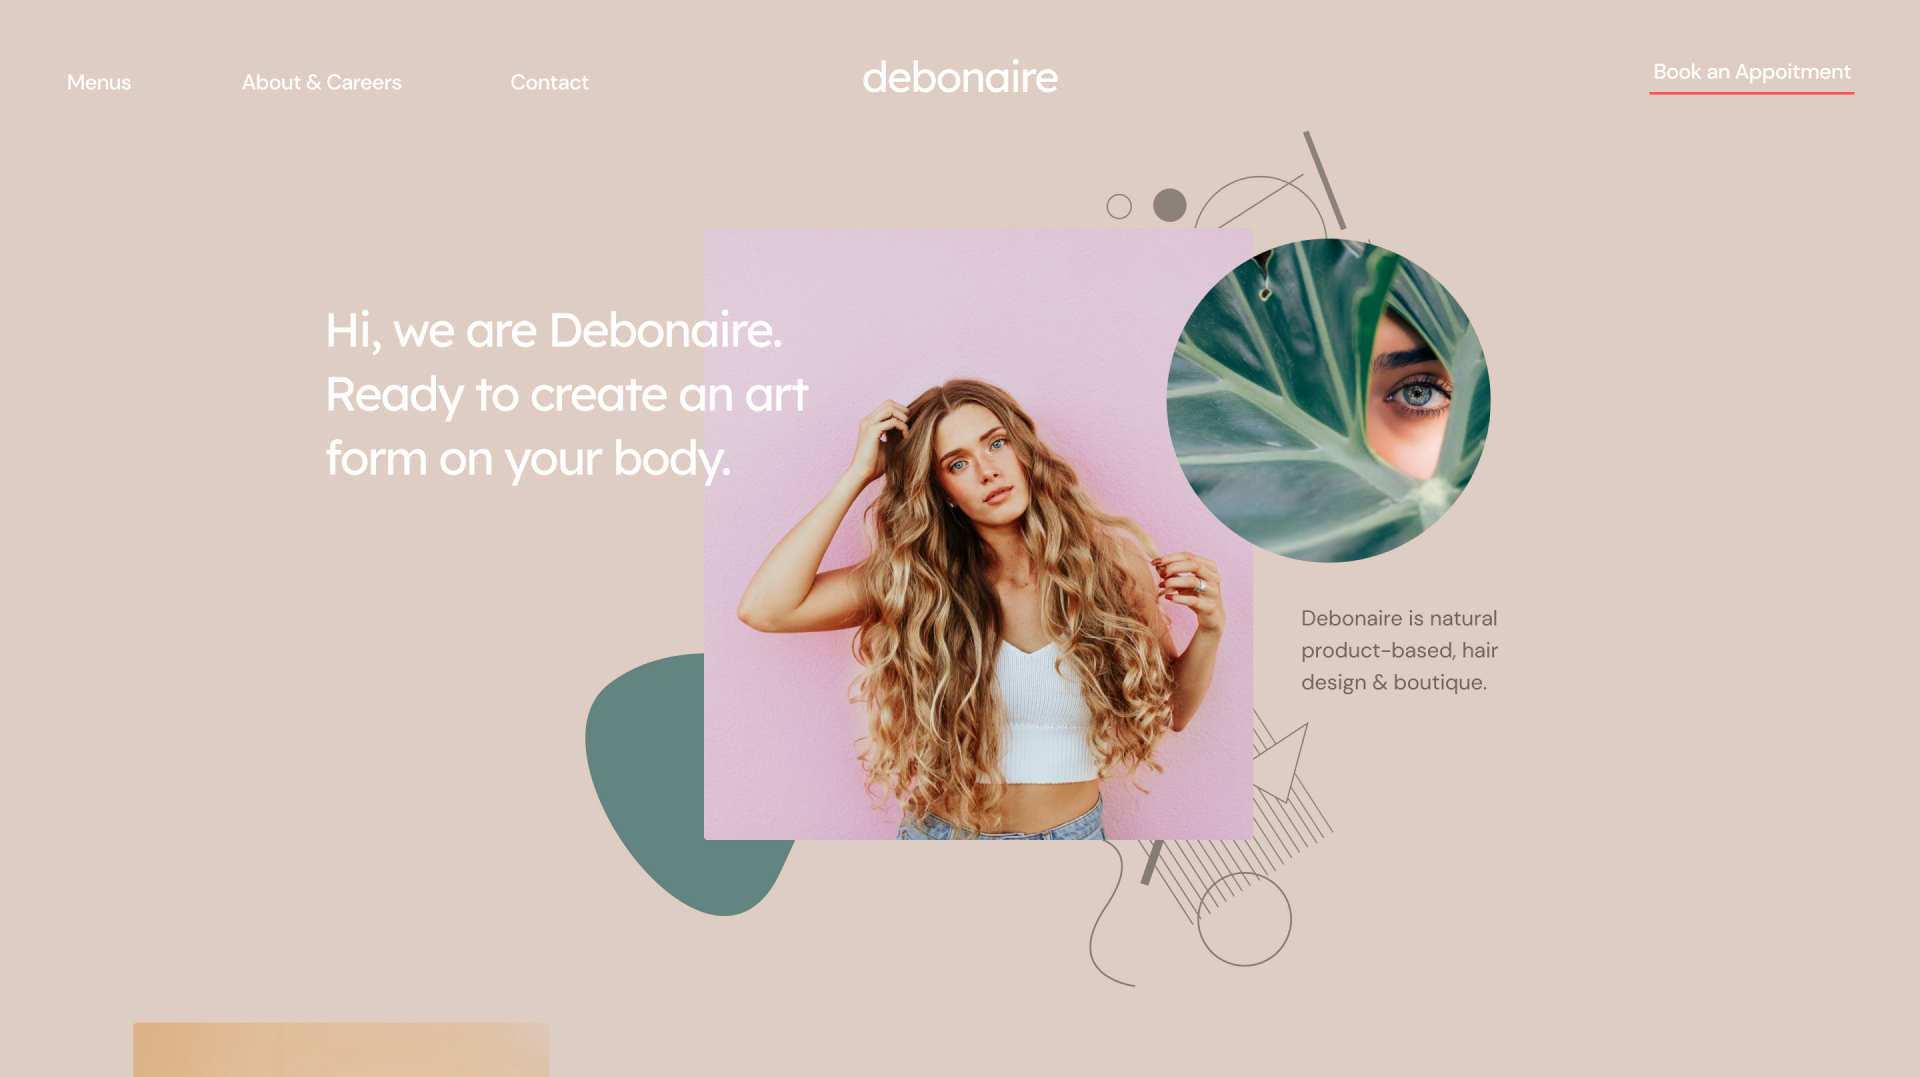 Menus
About & Careers
Contact
debonaire
Book an Appoitment
Hi, we are Debonaire.
Ready to create an art
form on your body.
Debonaire is natural
product-based, hair
design & boutique.